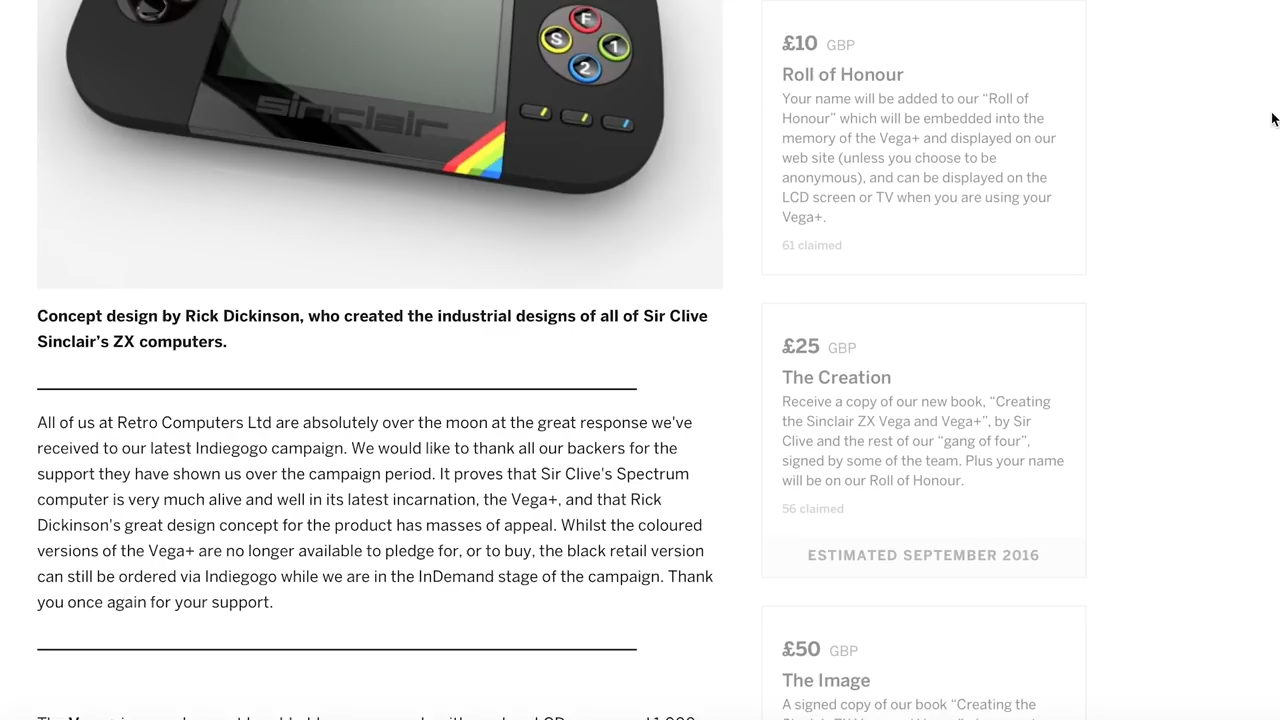 F
S
1
2
sinclair
Concept design by Rick Dickinson, who created the industrial designs of all of Sir Clive
Sinclair's ZX computers.
All of us at Retro Computers Ltd are absolutely over the moon at the great response we've
received to our latest Indiegogo campaign. We would like to thank all our backers for the
support they have shown us over the campaign period. It proves that Sir Clive's Spectrum
computer is very much alive and well in its latest incarnation, the Vega+, and that Rick
Dickinson's great design concept for the product has masses of appeal. Whilst the coloured
versions of the Vega+ are no longer available to pledge for, or to buy, the black retail version
can still be ordered via Indiegogo while we are in the InDemand stage of the campaign. Thank
you once again for your support.
£10 GBP
Roll of Honour
Your name will be added to our “Roll of
Honour” which will be embedded into the
memory of the Vega+ and displayed on our
web site (unless you choose to be
anonymous), and can be displayed on the
LCD screen or TV when you are using your
Vega+.
61 claimed
£25 GBP
The Creation
Receive a copy of our new book, “Creating
the Sinclair ZX Vega and Vega+”, by Sir
Clive and the rest of our “gang of four”,
signed by some of the team. Plus your name
will be on our Roll of Honour.
56 claimed
ESTIMATED SEPTEMBER 2016
£50 GBP
The Image
A signed copy of our book “Creating the